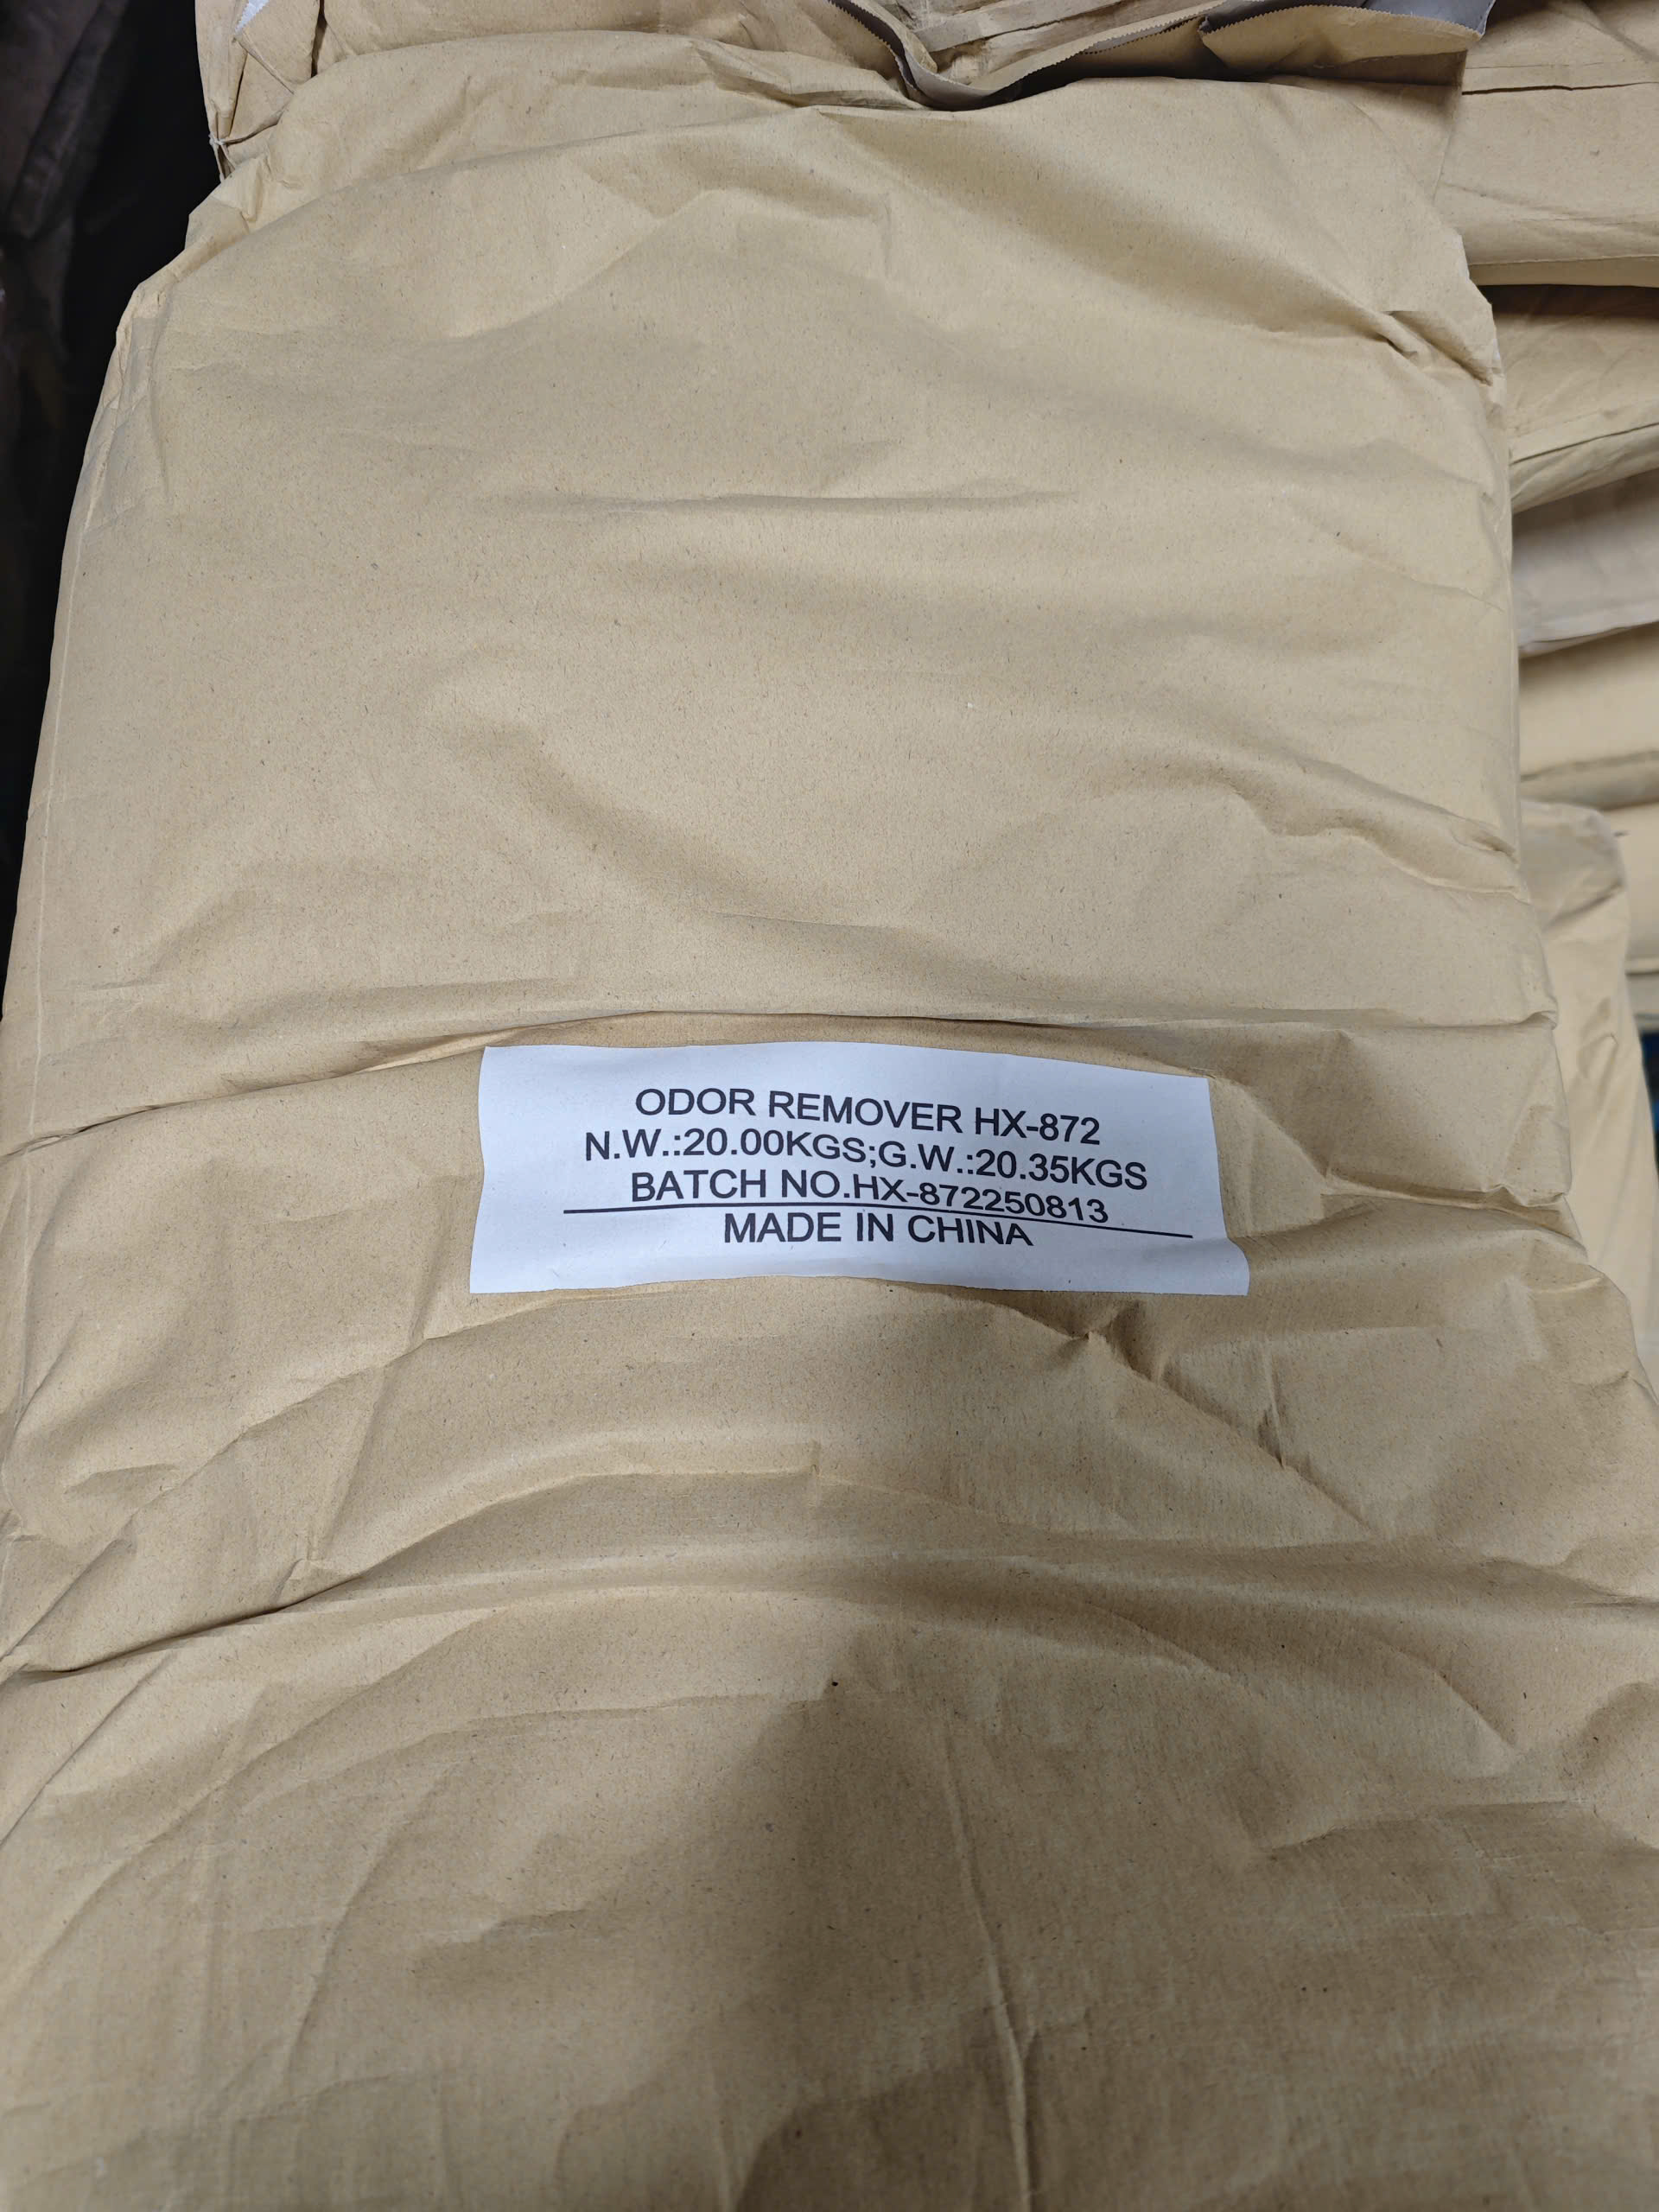 ODOR REMOVER HX-872
N.W.:20.00KGS;G.W.:20.35KGS
BATCH NO.HX-872250813
MADE IN CHINA